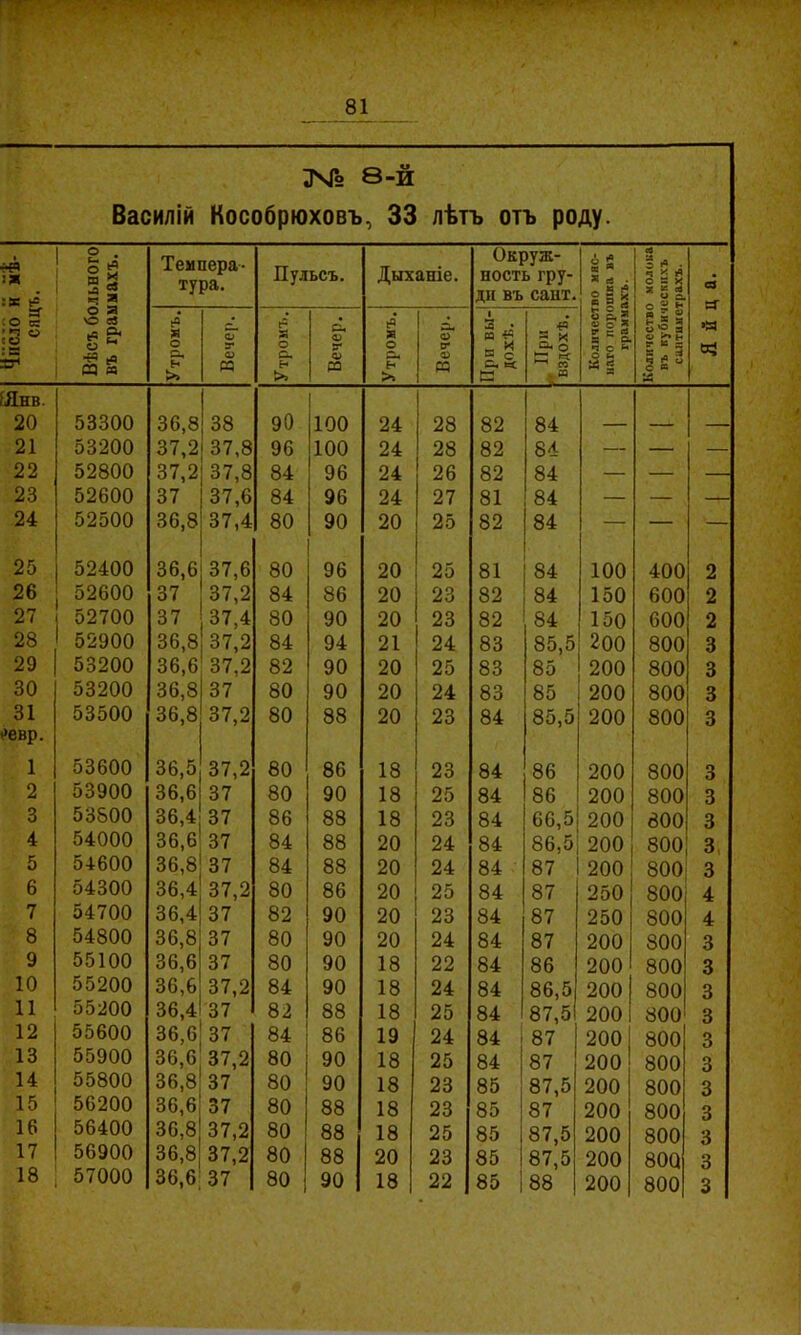 81
№ 8-й
Василій Кособрюховъ, 33 лѣтъ отъ роду.
Число и мѣсяцъ. Вѣсъ больного въ граммахъ. Температура. Пульсъ. Дыханіе. Окружность груди въ сант. Количество мяснаго порошка въ граммахъ. Количество молока въ кубическихъ сантиметрахъ. Яйца.
Утромъ. Вечер. Утромъ. Вечер. Утромъ. Вечер. При выдохѣ. При вздохѣ.
Янв.
20 53300 36,8 38 90 100 24 28 82 84 — — —
21 53200 37,2 37,8 96 100 24 28 82 84 — — —
22 52800 37,2 37,8 84 96 24 26 82 84 — — —
23 52600 37 37,6 84 96 24 27 81 84 — — —
24 52500 36,8 37,4 80 90 20 25 82 84 — — —
25 52400 36,6 37,6 80 96 20 25 81 84 100 400 2
26 52600 37 37,2 84 86 20 23 82 84 150 600 2
27 52700 37 37,4 80 90 20 23 82 84 150 600 2
28 52900 36,8 37,2 84 94 21 24 83 85,5 200 800 3
29 53200 36,6 37,2 82 90 20 25 83 85 200 800 3
30 53200 36,8 37 80 90 20 24 83 85 200 800 3
31 53500 36,8 37,2 80 88 20 23 84 85,5 200 800 3
Февр.
1 53600 36,5 37,2 80 86 18 23 84 86 200 800 3
2 53900 36,6 37 80 90 18 25 84 86 200 800 3
3 53800 36,4 37 86 88 18 23 84 66,5 200 800 3
4 54000 36,6 37 84 88 20 24 84 86,5 200 800 3
5 54600 36,8 37 84 88 20 24 84 87 200 800 3
6 54300 36,4 37,2 80 86 20 25 84 87 250 800 4
7 54700 36,4 37 82 90 20 23 84 87 250 800 4
8 54800 36,8 37 80 90 20 24 84 87 200 800 3
9 55100 36,6 37 80 90 18 22 84 86 200 800 3
10 55200 36,6 37,2 84 90 18 24 84 86,5 200 800 3
11 55200 36,4 37 82 88 18 25 84 87,5 200 800 3
12 55600 36,6 37 84 86 19 24 84 87 200 800 3
13 55900 36,6 37,2 80 90 18 25 84 87 200 800 3
14 55800 36,8 37 80 90 18 23 85 87,5 200 800 3
15 56200 36,6 37 80 88 18 23 85 87 200 800 3
16 56400 36,8 37,2 80 88 18 25 85 87,5 200 800 3
17 56900 36,8 37,2 80 88 20 23 85 87,5 200 800 3
18 57000 36,6 37 80 90 18 22 85 88 200 800 3